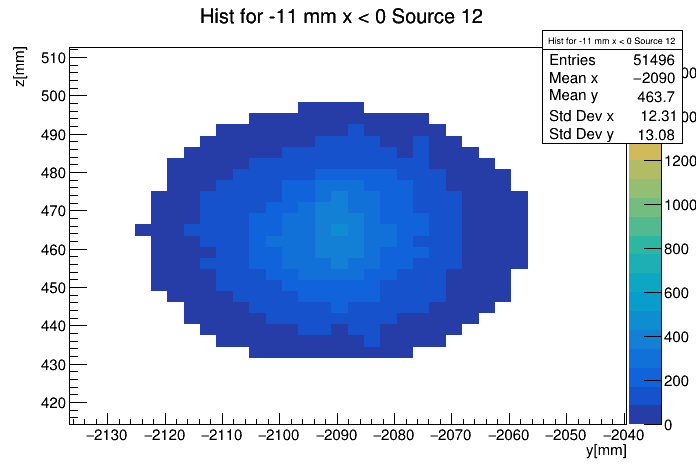 Hist for -11 mm x < 0 Source 12
Hist for -11 mm x < 0 Source 12
Entries 51496
Mean x −2090
Mean y 463.7
Std Dev x 12.31
Std Dev y 13.08
z[mm]
510
500
490
480
470
460
450
440
430
420
−2130 −2120 −2110 −2100 −2090 −2080 −2070 −2060 −2050 −2040
y[mm]
1200
1000
800
600
400
200
0